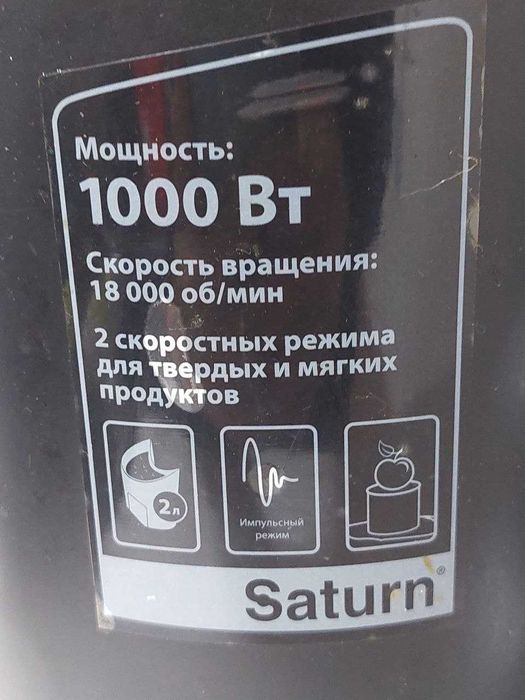 Мощность:
1000 Вт
Скорость вращения:
18 000 об/мин
2 скоростных режима
для твердых и мягких
продуктов
2 л
Импульсный
режим
Saturn®